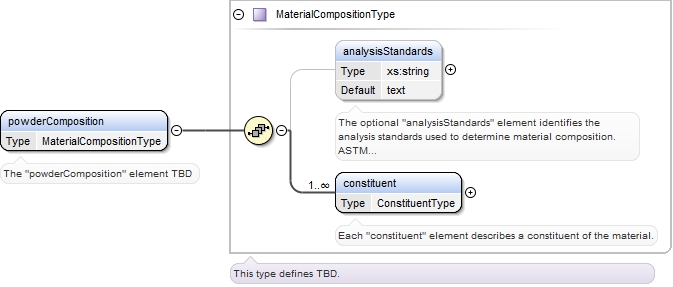 MaterialCompositionType
analysisStandards
Type xs:string
Default text
The optional "analysisStandards" element identifies the
analysis standards used to determine material composition.
ASTM...
powderComposition
Type MaterialCompositionType
The "powderComposition" element TBD
1..∞
constituent
Type ConstituentType
Each "constituent" element describes a constituent of the material.
This type defines TBD.